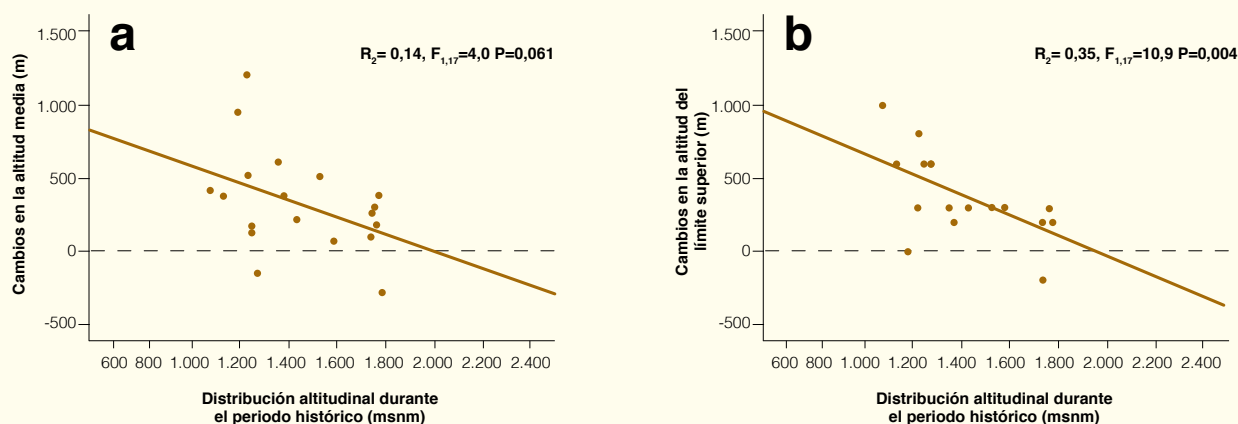 a
R2= 0,14, F1,17=4,0 P=0,061
1.500
1.000
500
0
-500
Cambios en la altitud media (m)
600 800 1.000 1.200 1.400 1.600 1.800 2.000 2.200 2.400
Distribución altitudinal durante
el periodo histórico (msnm)
b
R2= 0,35, F1,17=10,9 P=0,004
1.500
1.000
500
0
-500
Cambios en la altitud del
límite superior (m)
600 800 1.000 1.200 1.400 1.600 1.800 2.000 2.200 2.400
Distribución altitudinal durante
el periodo histórico (msnm)